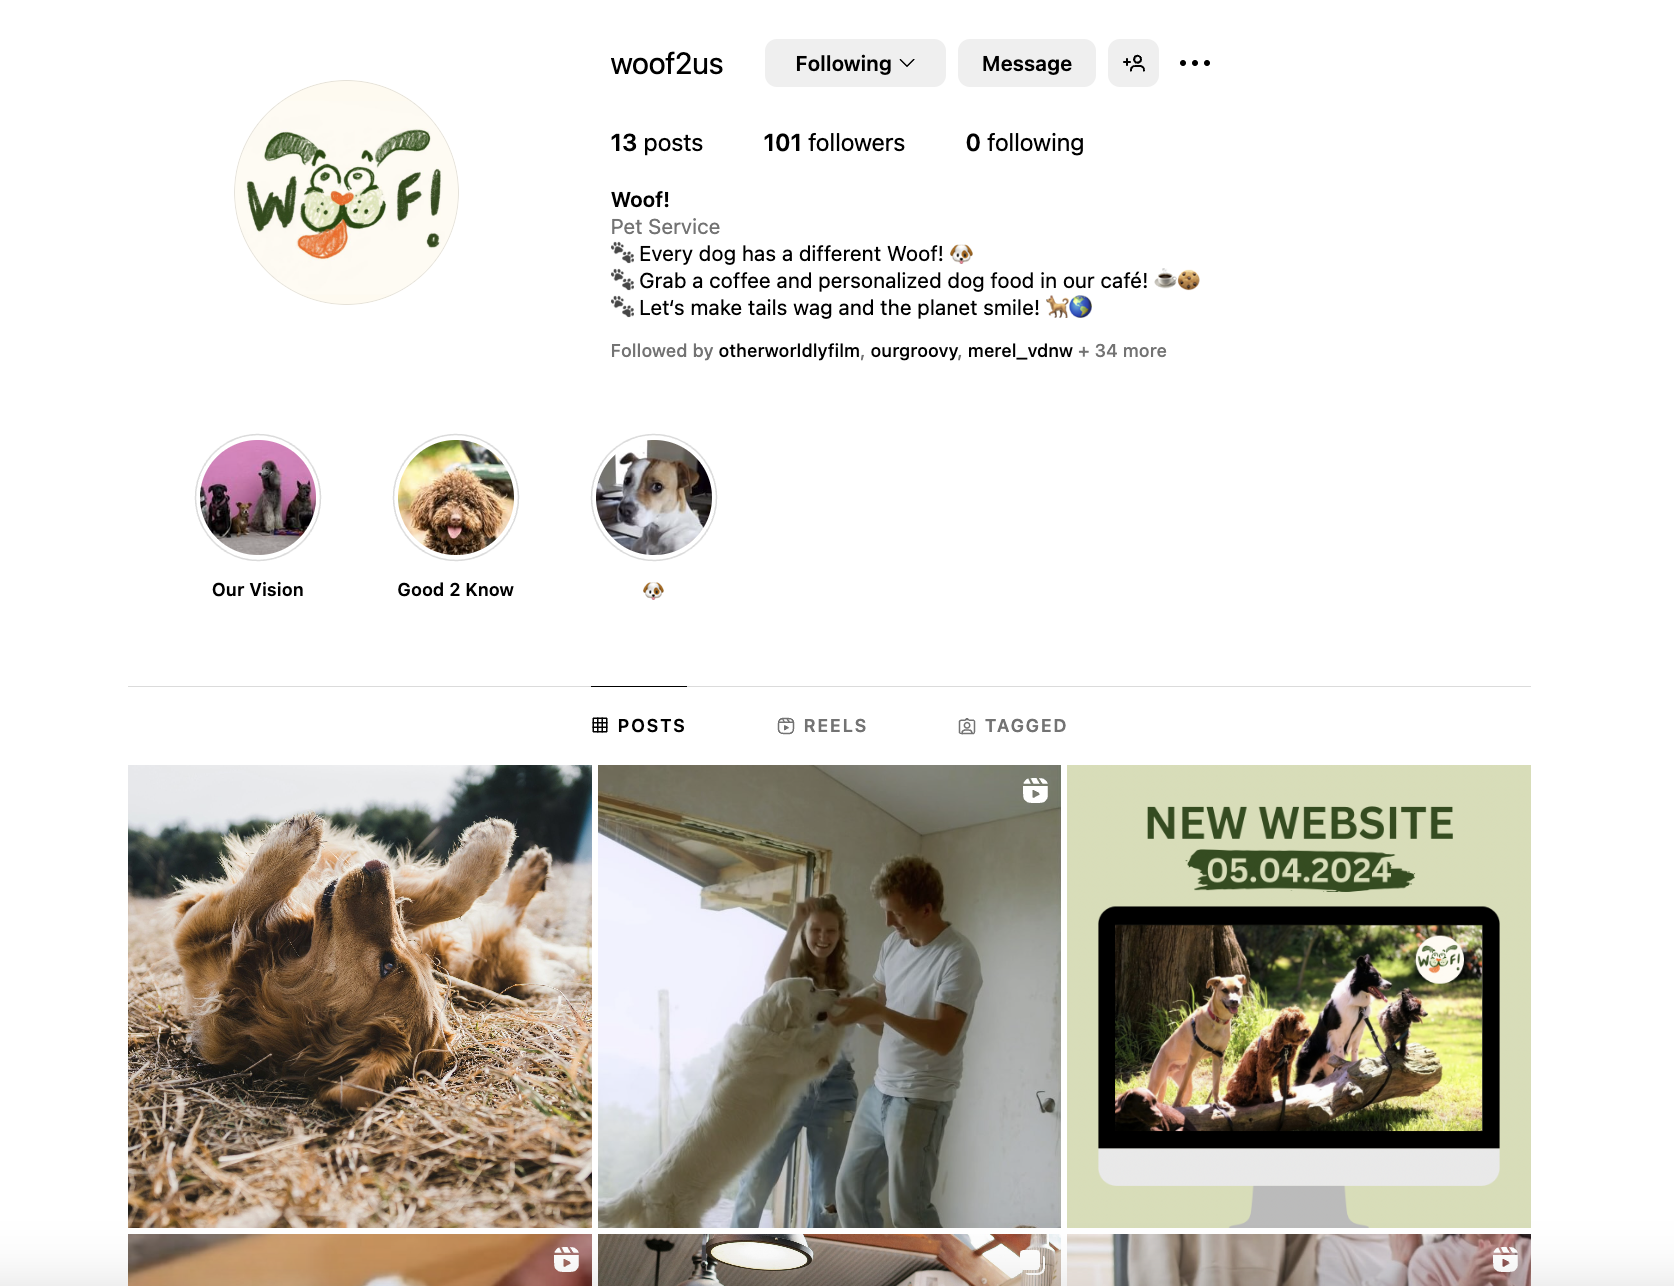 woof2us Following Message
13 posts 101 followers 0 following
WOOF!
Woof!
Pet Service
🐾 Every dog has a different Woof! 🐶
🐾 Grab a coffee and personalized dog food in our café! ☕🍪
🐾 Let‘s make tails wag and the planet smile! 🐕🌎
Followed by otherworldlyfilm, ourgroovy, merel_vdnw + 34 more
Our Vision Good 2 Know 🐶
POSTS REELS TAGGED
NEW WEBSITE
05.04.2024
WOOF!